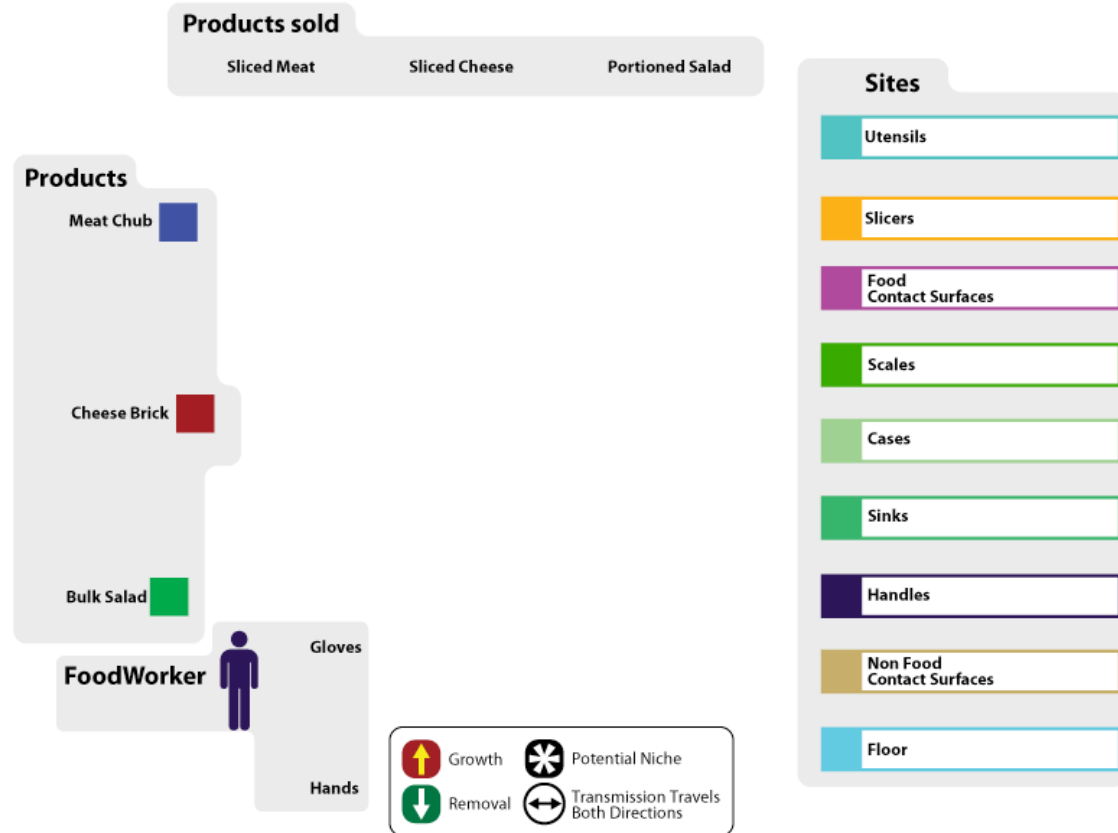 Products sold
Sliced Meat
Sliced Cheese
Portioned Salad
Sites
Utensils
Slicers
Food
Contact Surfaces
Scales
Cases
Sinks
Handles
Non Food
Contact Surfaces
Floor
Products
Meat Chub
Cheese Brick
Bulk Salad
FoodWorker
Gloves
Hands
Growth
Potential Niche
Removal
Transmission Travels
Both Directions